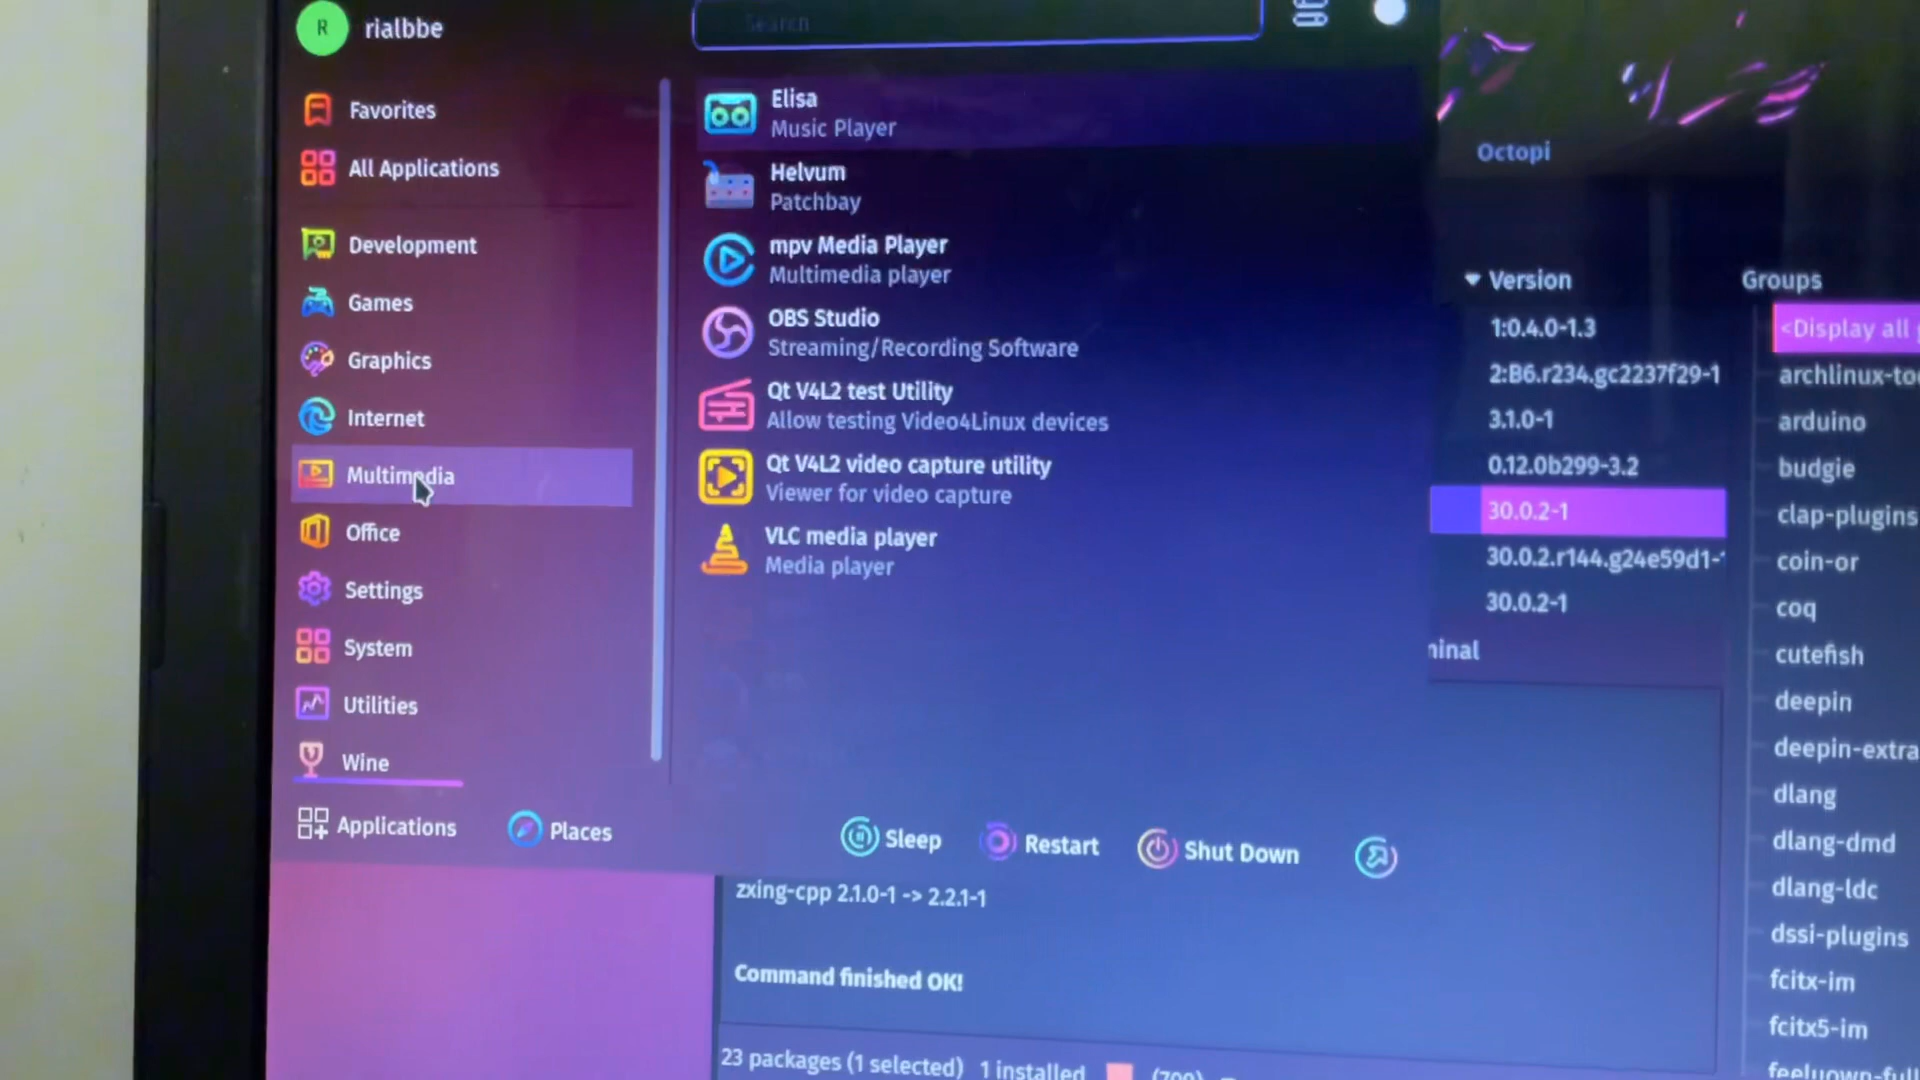 R
rialbbe
Search
Favorites
All Applications
Development
Games
Graphics
Internet
Multimedia
Office
Settings
System
Utilities
Wine
Applications
Places
Elisa
Music Player
Helvum
Patchbay
mpv Media Player
Multimedia player
OBS Studio
Streaming/Recording Software
Qt V4L2 test Utility
Allow testing Video4Linux devices
Qt V4L2 video capture utility
Viewer for video capture
VLC media player
Media player
Sleep
Restart
Shut Down
Octopi
Version
1:0.4.0-1.3
2:B6.r234.gc2237f29-1
3.1.0-1
0.12.0b299-3.2
30.0.2-1
30.0.2.r144.g24e59d1-
30.0.2-1
minal
Groups
<Display all
archlinux-to
arduino
budgie
clap-plugins
coin-or
coq
cutefish
deepin
deepin-extra
dlang
dlang-dmd
dlang-ldc
dssi-plugins
fcitx-im
fcitx5-im
feeluown-full
zxing-cpp 2.1.0-1 -> 2.2.1-1
Command finished OK!
23 packages (1 selected) 1 installed